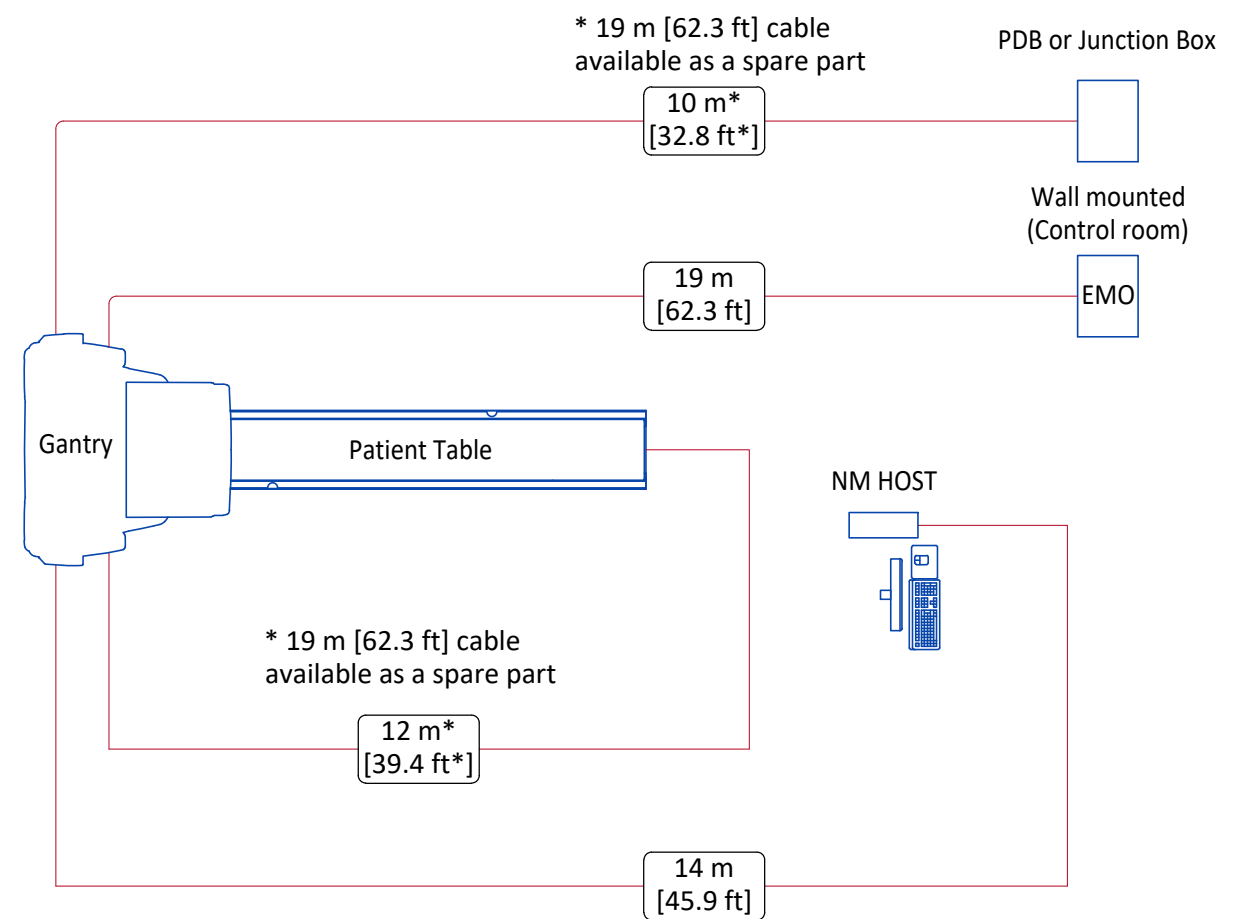 * 19 m [62.3 ft] cable
available as a spare part
PDB or Junction Box
10 m*
[32.8 ft*]
Wall mounted
(Control room)
19 m
[62.3 ft]
EMO
Gantry
Patient Table
NM HOST
* 19 m [62.3 ft] cable
available as a spare part
12 m*
[39.4 ft*]
14 m
[45.9 ft]